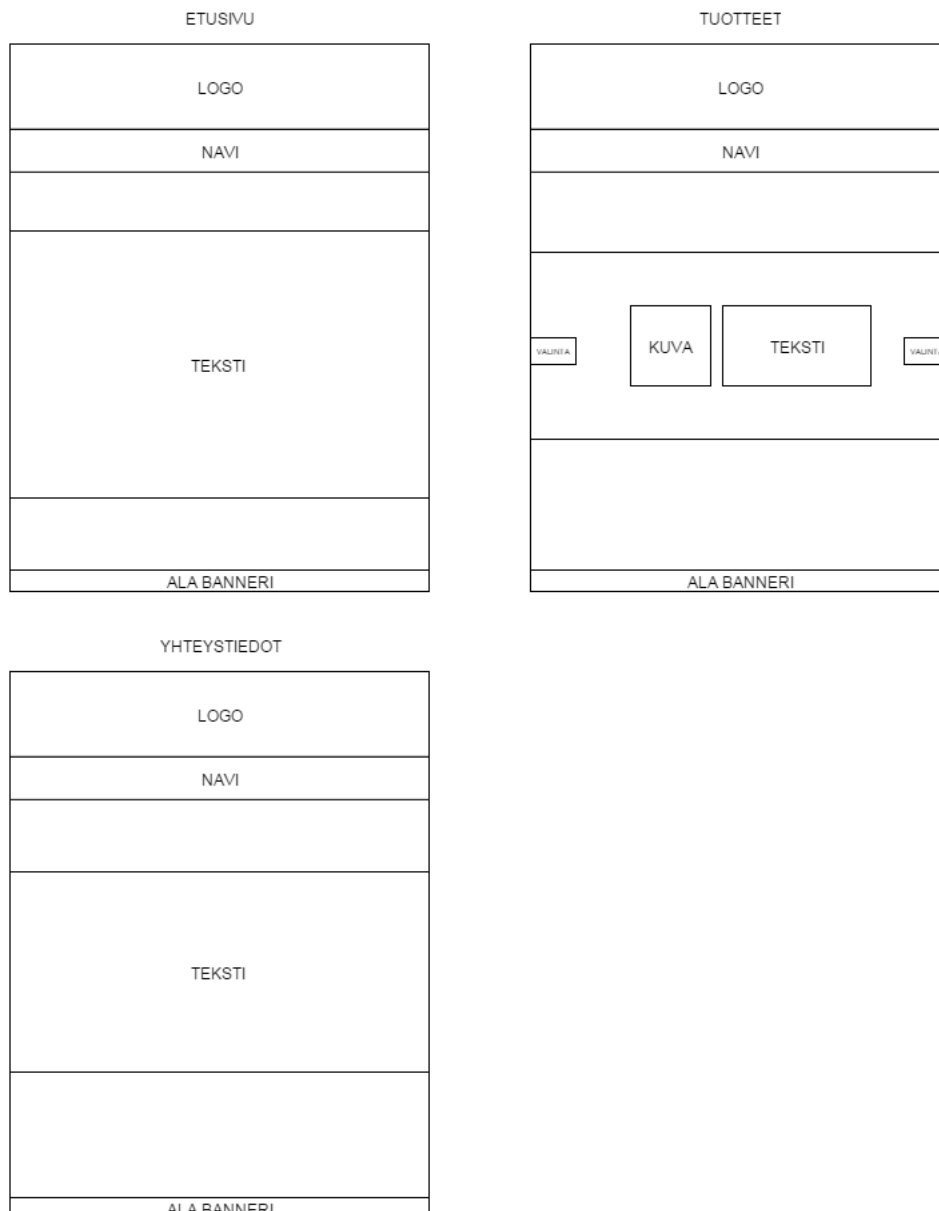 ETUSIVU
LOGO
NAVI
TEKSTI
ALA BANNERI
TUOTTEET
LOGO
NAVI
VALINTA
KUVA
TEKSTI
VALINTA
ALA BANNERI
YHTEYSTIEDOT
LOGO
NAVI
TEKSTI
ALA BANNERI